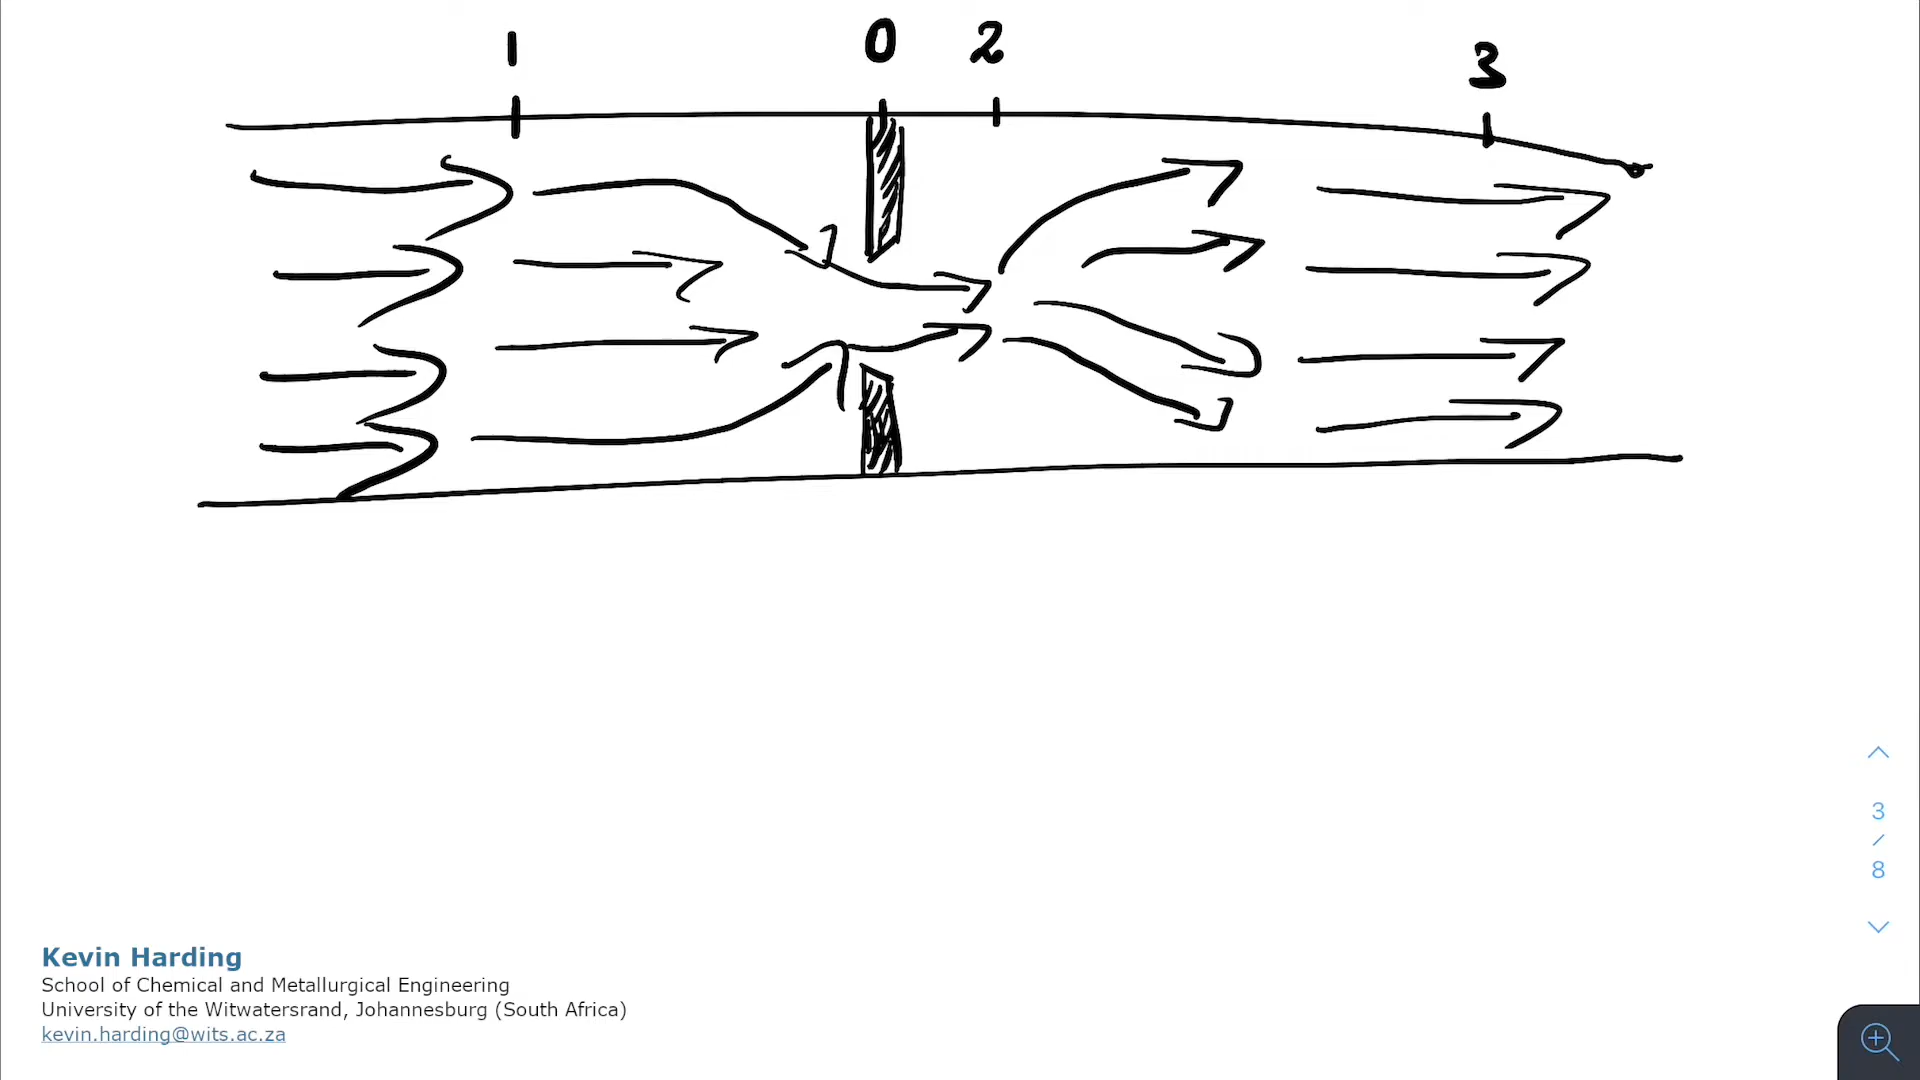 1 0 2 3
3
/
8
Kevin Harding
School of Chemical and Metallurgical Engineering
University of the Witwatersrand, Johannesburg (South Africa)
kevin.harding@wits.ac.za